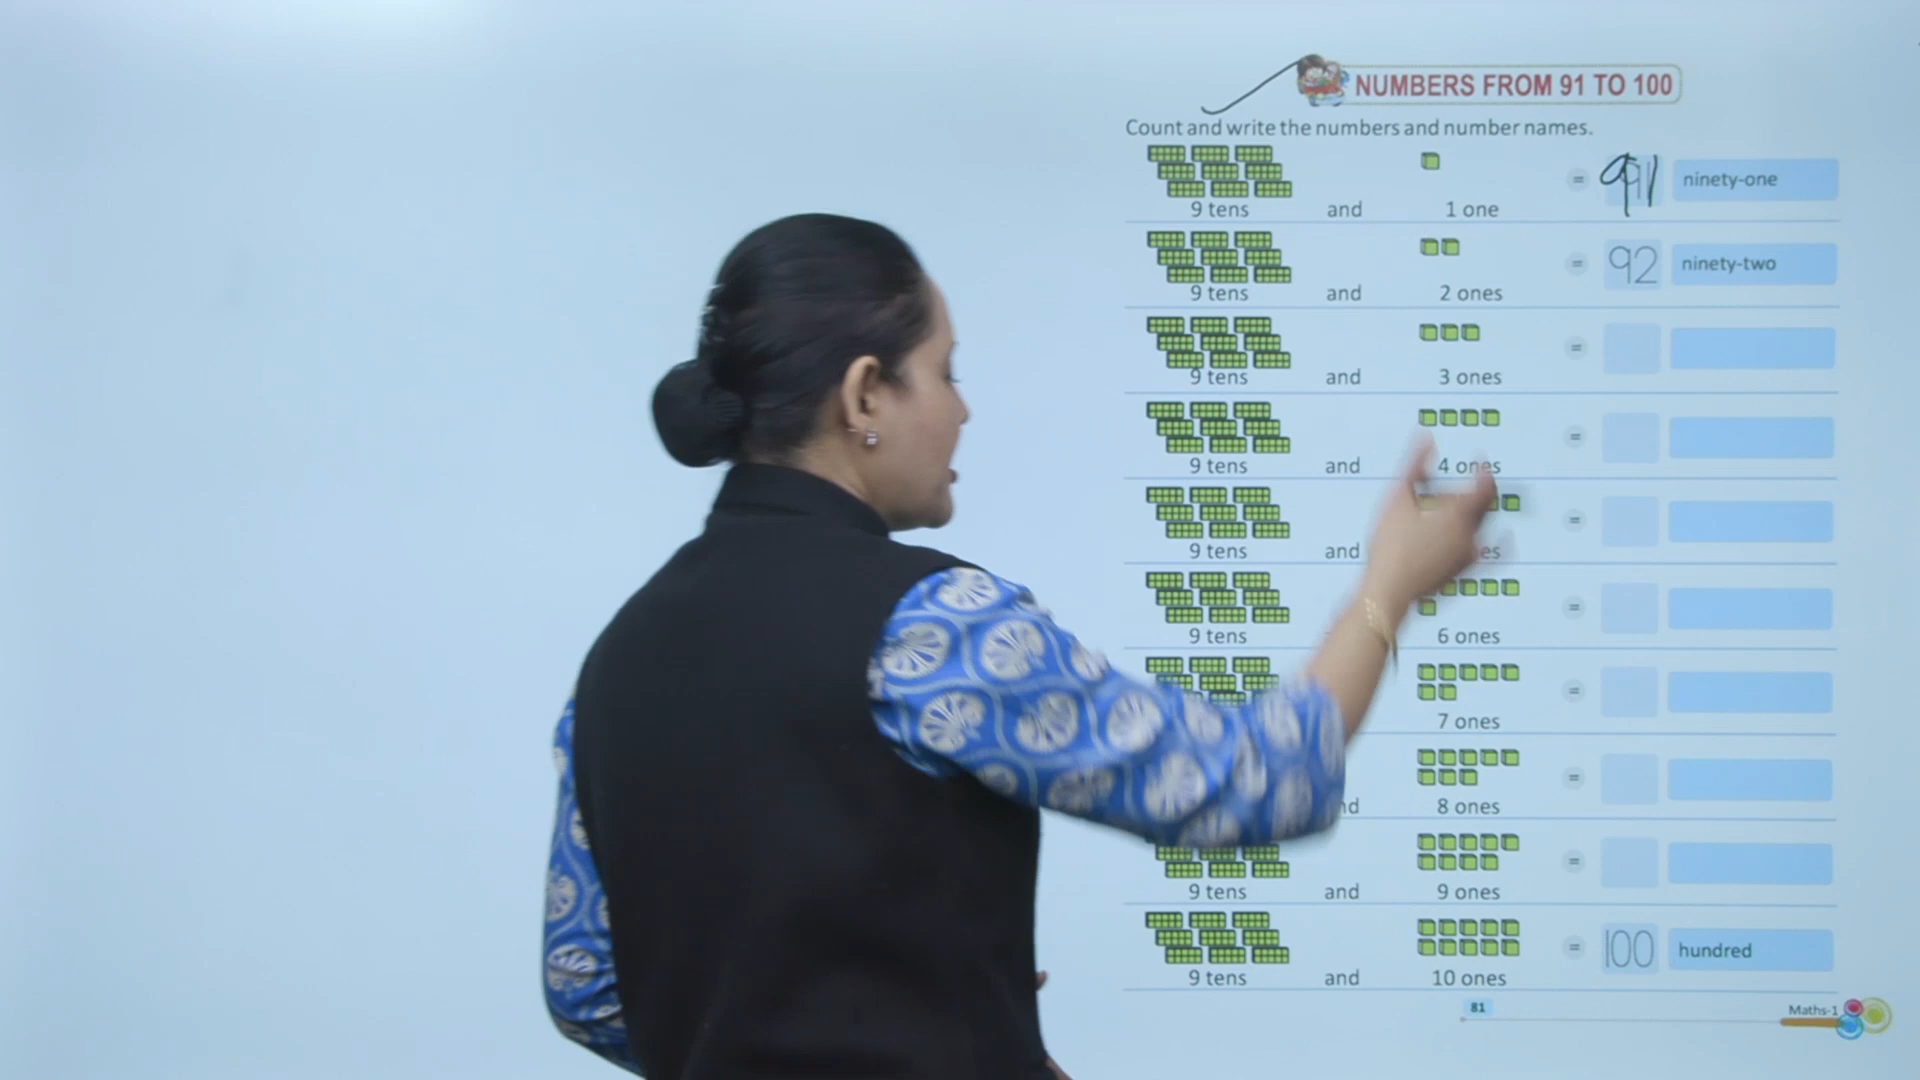 NUMBERS FROM 91 TO 100
Count and write the numbers and number names.
= 91 ninety-one
9 tens and 1 one
= 92 ninety-two
9 tens and 2 ones
=
9 tens and 3 ones
=
9 tens and 4 ones
=
9 tens and
=
9 tens 6 ones
=
7 ones
=
8 ones
=
9 tens and 9 ones
= 100 hundred
9 tens and 10 ones
81
Maths-1